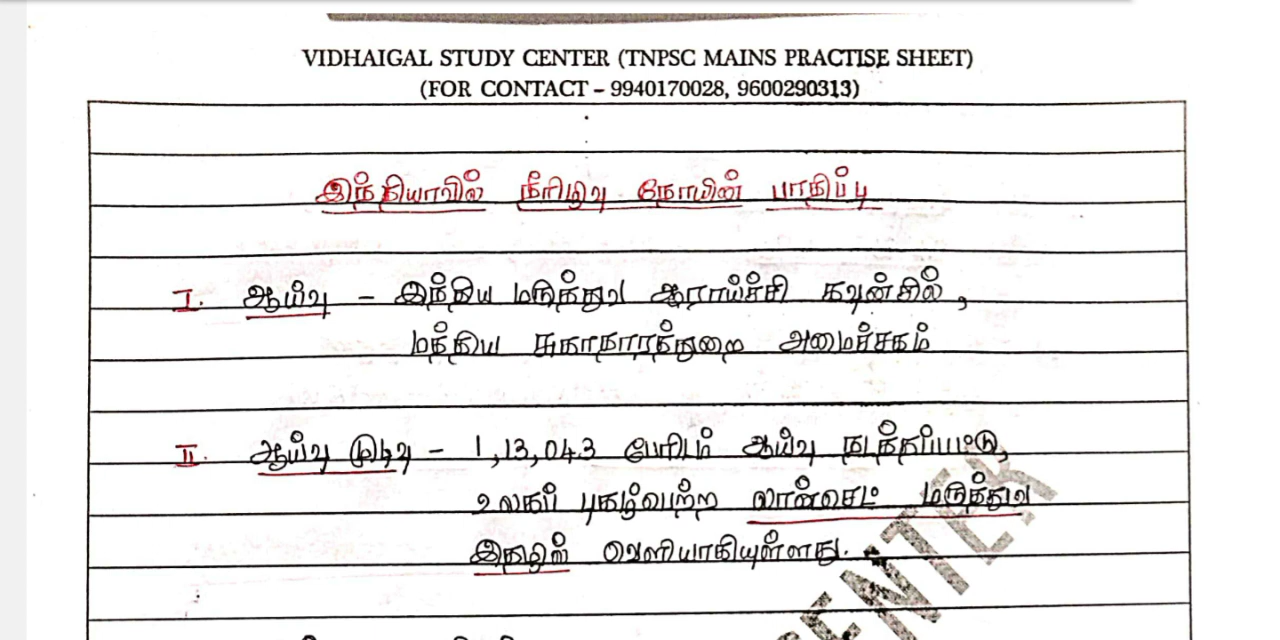 VIDHAIGAL STUDY CENTER (TNPSC MAINS PRACTISE SHEET)
(FOR CONTACT – 9940170028, 9600290313)
இந்தியாவில் நீரிழிவு நோயின் பாதிப்பு
I. ஆய்வு – இந்திய மருத்துவ ஆராய்ச்சி கவுன்சில்,
மத்திய சுகாதாரத்துறை அமைச்சகம்
II. ஆய்வு முடிவு – 1,13,043 பேரிடம் ஆய்வு நடத்தப்பட்டு,
உலகப் புகழ்பெற்ற லான்செட் மருத்துவ
இதழில் வெளியாகியுள்ளது.
CENTER